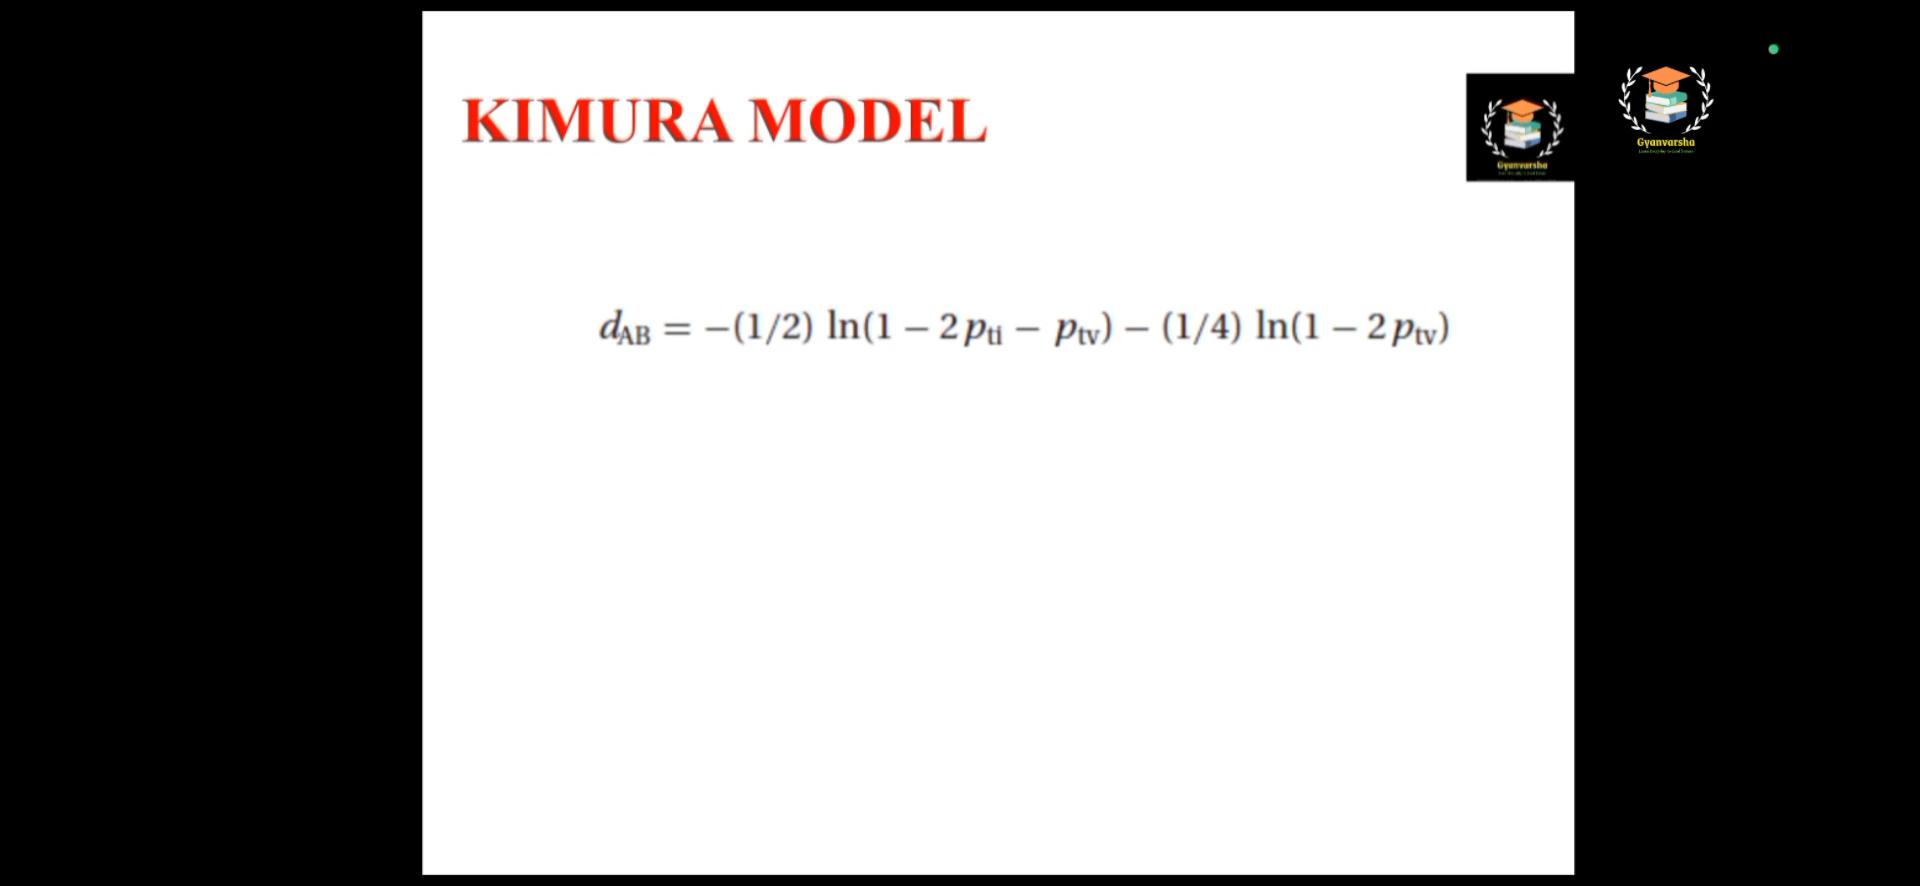 KIMURA MODEL
Gyanvarsha
Gyanvarsha
d_AB = −(1/2) ln(1 − 2p_ti − p_tv) − (1/4) ln(1 − 2p_tv)